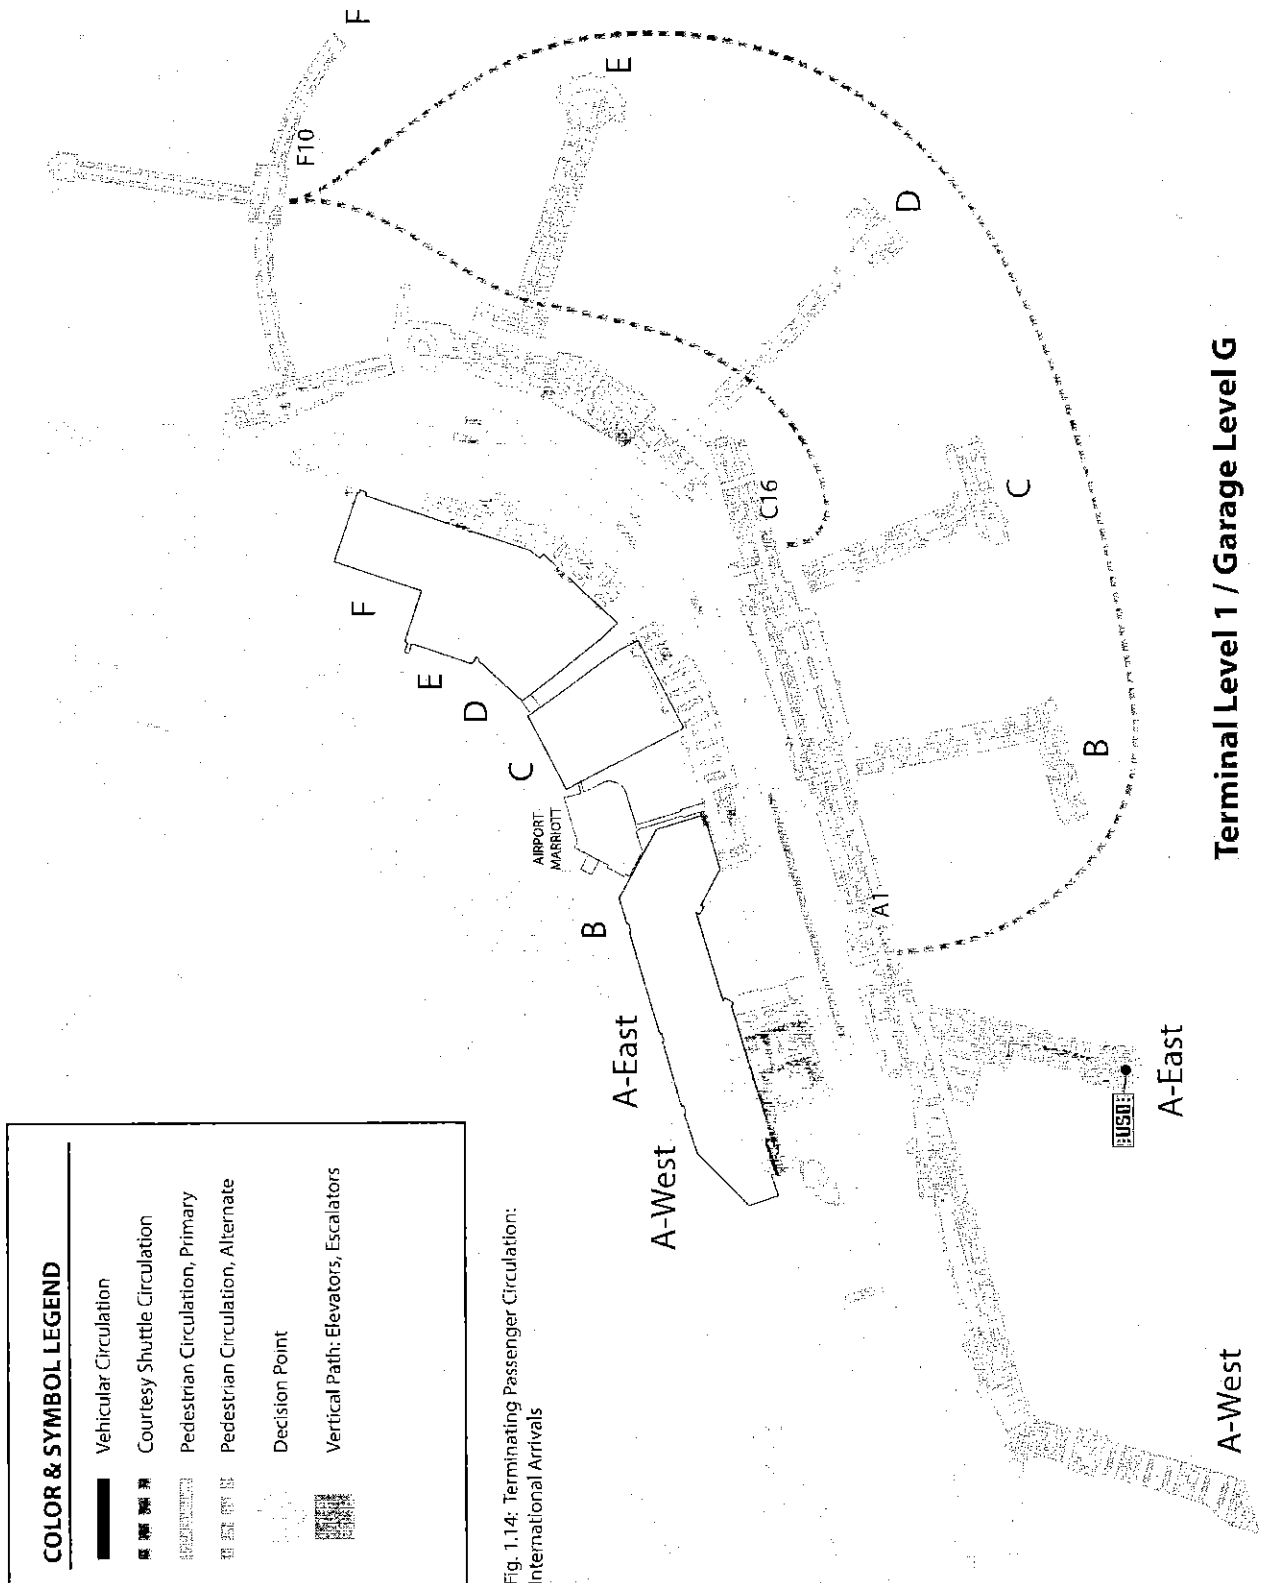 COLOR & SYMBOL LEGEND
Vehicular Circulation
Courtesy Shuttle Circulation
Pedestrian Circulation, Primary
Pedestrian Circulation, Alternate
Decision Point
Vertical Path: Elevators, Escalators
Fig. 1.14: Terminating Passenger Circulation:
International Arrivals
A-West
A-East
B
AIRPORT
MARRIOTT
C
D
E
F
A-West
A-East
USO
A1
B
C16
C
D
E
F10
F
Terminal Level 1 / Garage Level G